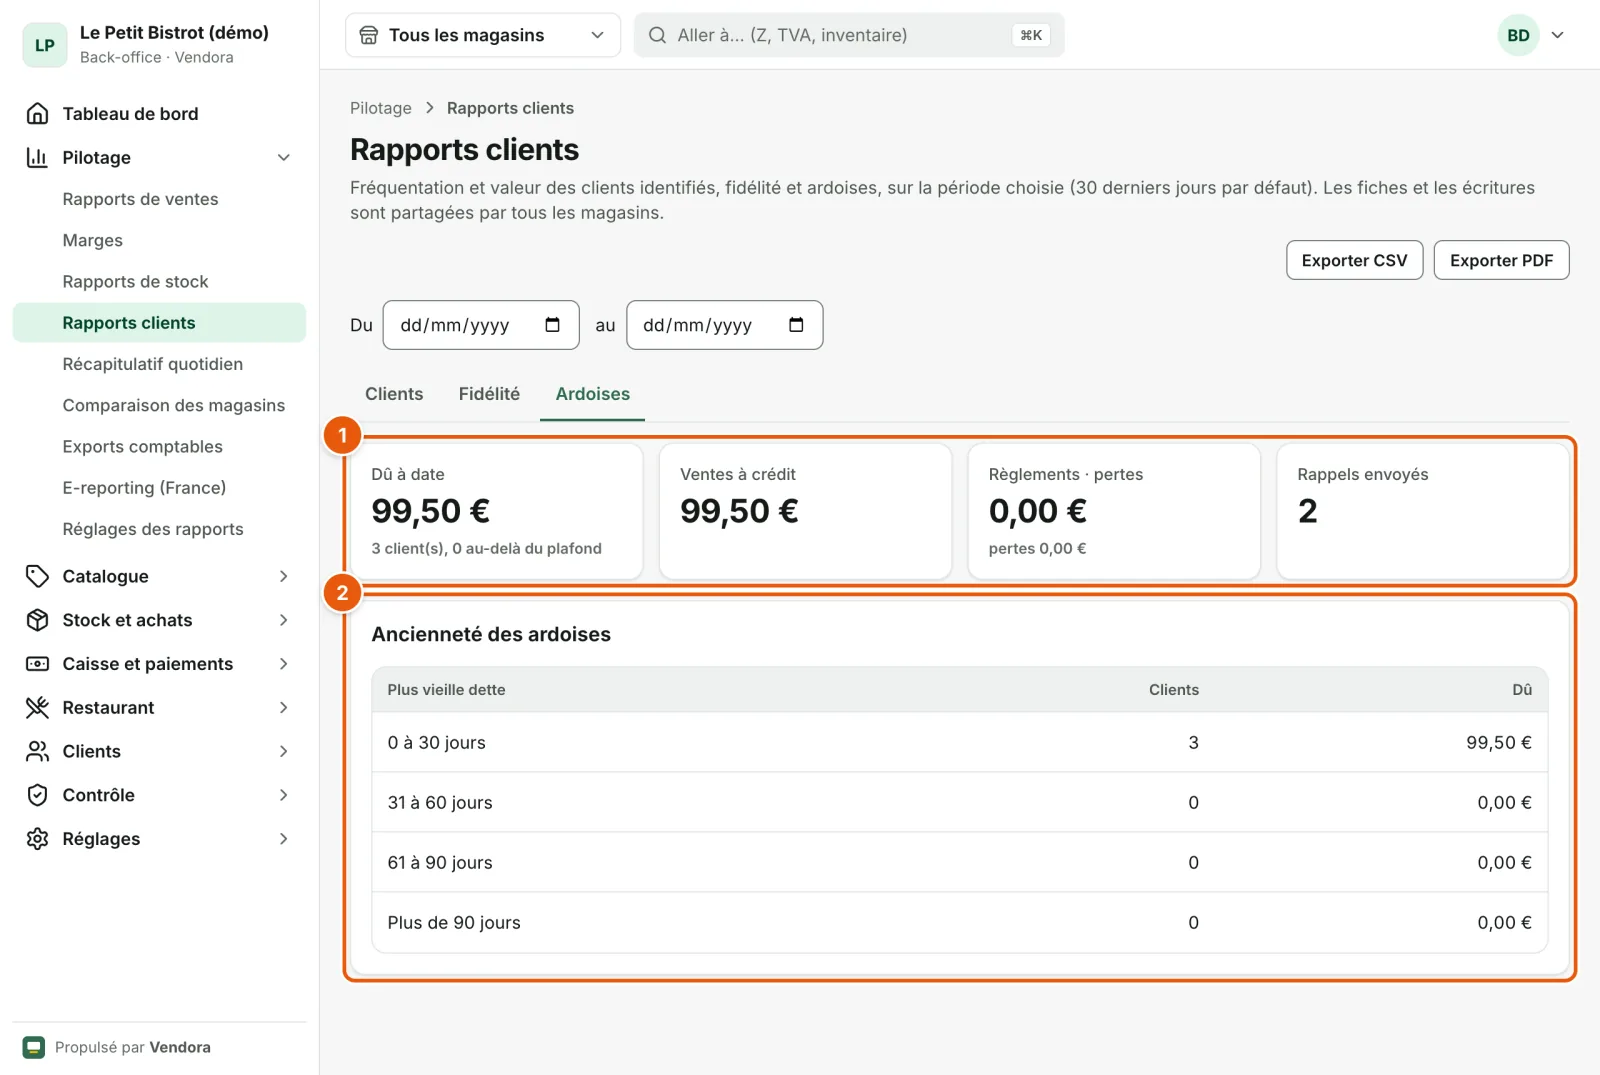 LP
Le Petit Bistrot (démo)
Back-office · Vendora
Tous les magasins
Aller à... (Z, TVA, inventaire)
⌘K
BD
Tableau de bord
Pilotage
Rapports de ventes
Marges
Rapports de stock
Rapports clients
Récapitulatif quotidien
Comparaison des magasins
Exports comptables
E-reporting (France)
Réglages des rapports
Catalogue
Stock et achats
Caisse et paiements
Restaurant
Clients
Contrôle
Réglages
Propulsé par Vendora
Pilotage > Rapports clients
Rapports clients
Fréquentation et valeur des clients identifiés, fidélité et ardoises, sur la période choisie (30 derniers jours par défaut). Les fiches et les écritures
sont partagées par tous les magasins.
Exporter CSV
Exporter PDF
Du dd/mm/yyyy au dd/mm/yyyy
Clients Fidélité Ardoises
1
Dû à date
99,50 €
3 client(s), 0 au-delà du plafond
Ventes à crédit
99,50 €
Règlements · pertes
0,00 €
pertes 0,00 €
Rappels envoyés
2
2
Ancienneté des ardoises
Plus vieille dette Clients Dû
0 à 30 jours 3 99,50 €
31 à 60 jours 0 0,00 €
61 à 90 jours 0 0,00 €
Plus de 90 jours 0 0,00 €